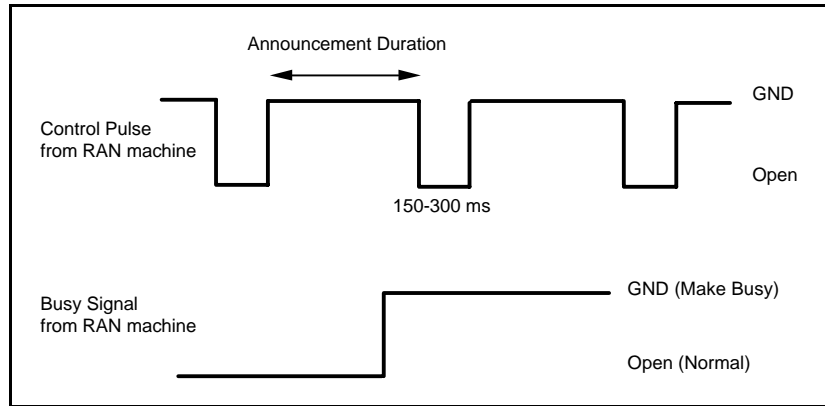 Announcement Duration
GND
Control Pulse
from RAN machine
Open
150-300 ms
GND (Make Busy)
Busy Signal
from RAN machine
Open (Normal)